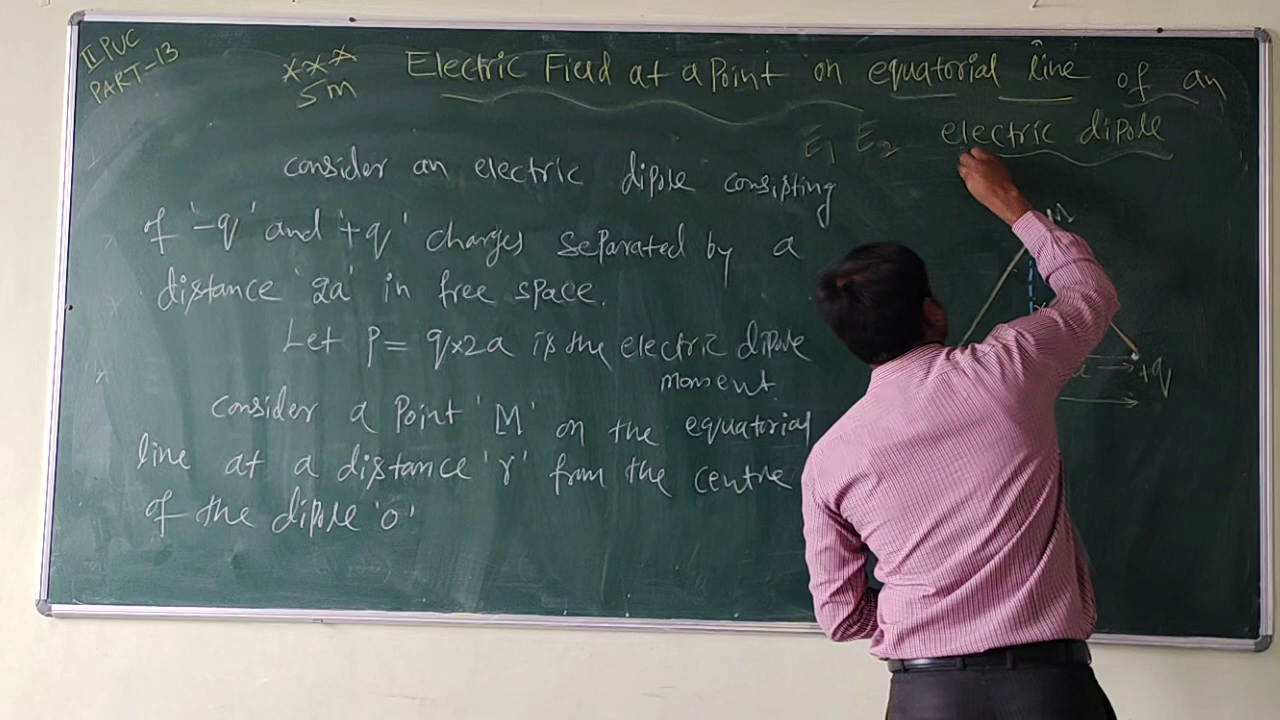 II PUC
PART-13
***
5m
Electric Field at a Point on equatorial line of an
electric dipole
E1 E2
consider an electric dipole consisting
of '-q' and '+q' charges separated by a
distance '2a' in free space.
Let P = q×2a is the electric dipole
moment.
consider a Point 'M' on the equatorial
line at a distance 'r' from the centre
of the dipole 'o'
M
a
+q